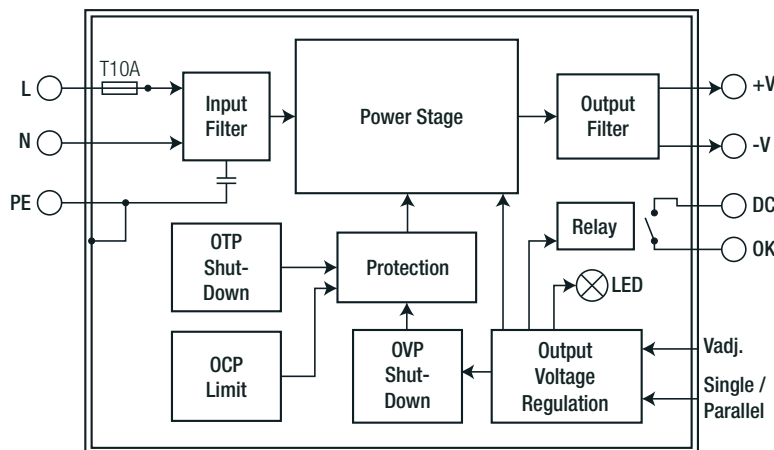 T10A
L
Input
Filter
Power Stage
Output
Filter
+V
N
-V
PE
DC
Relay
OK
OTP
Shut-
Down
Protection
LED
OCP
Limit
OVP
Shut-
Down
Output
Voltage
Regulation
Vadj.
Single /
Parallel